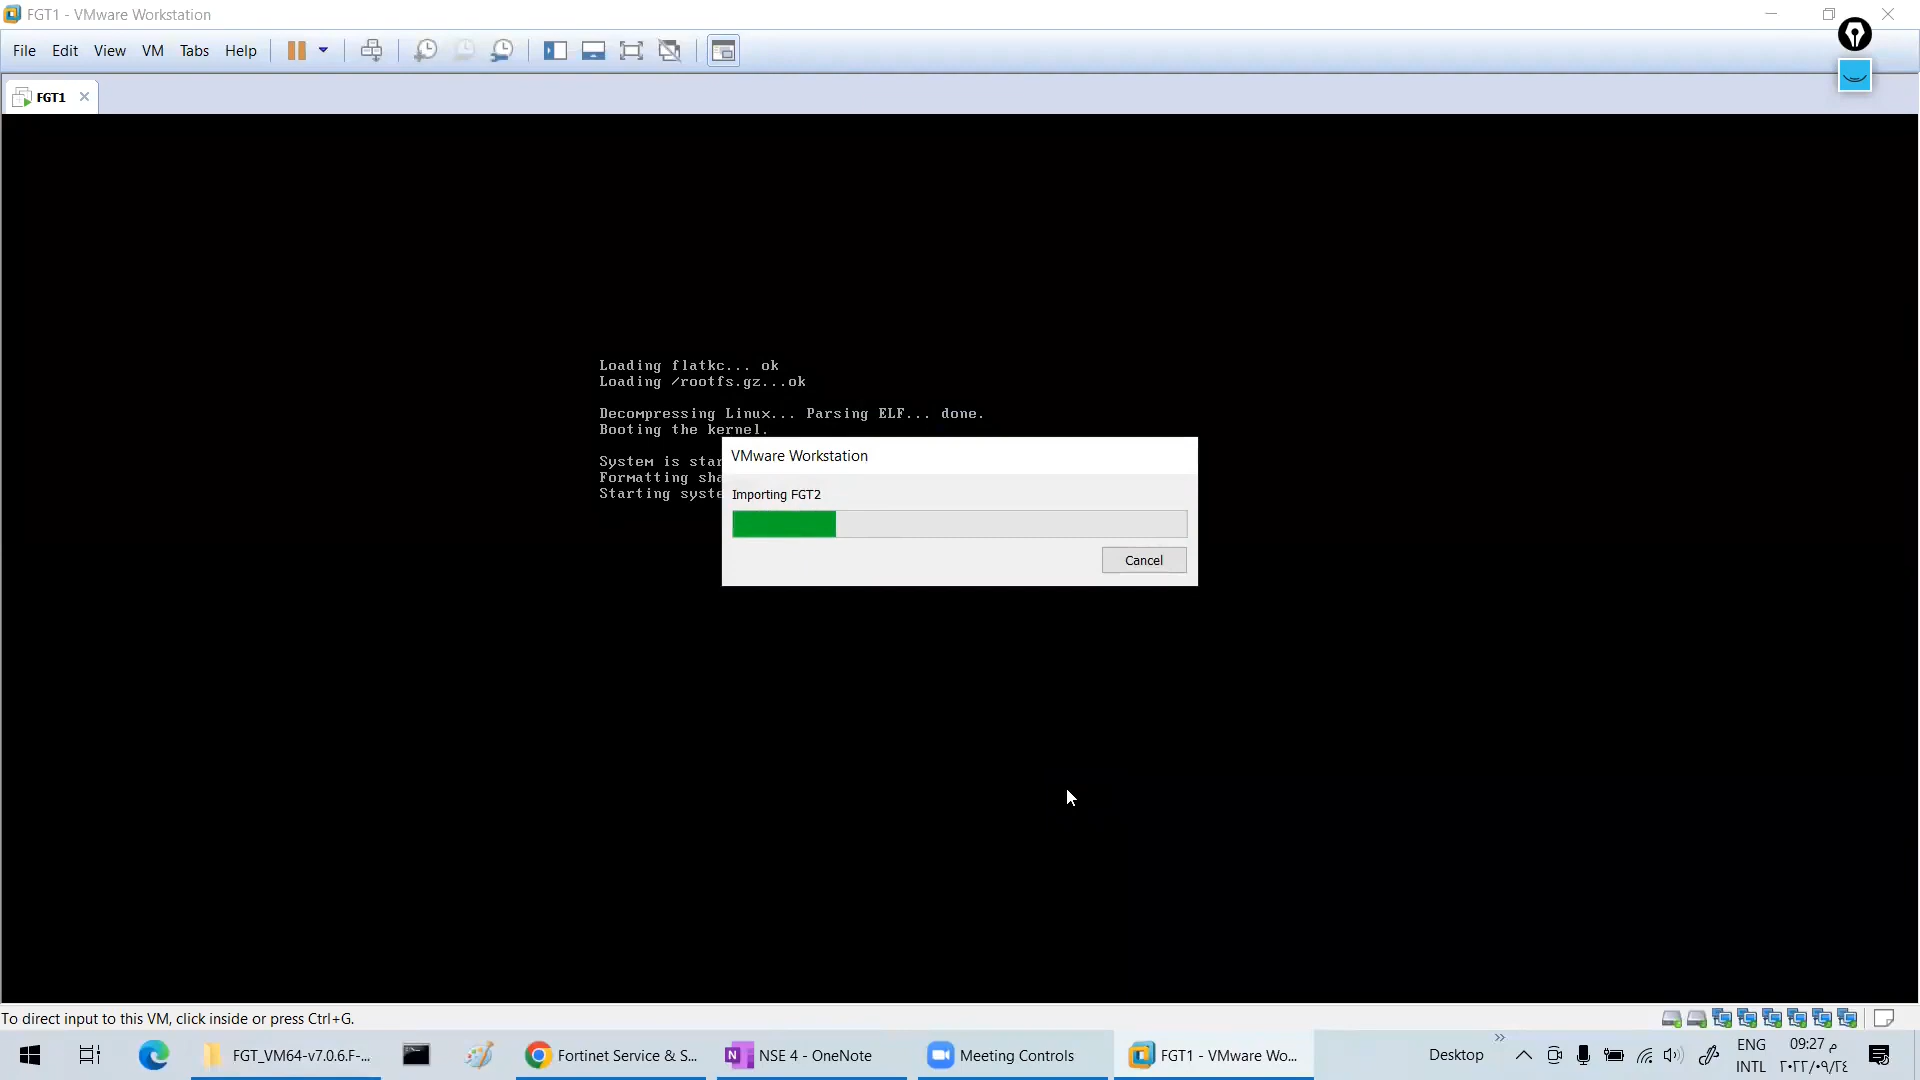 FGT1 - VMware Workstation
File Edit View VM Tabs Help
FGT1
Loading flatkc... ok
Loading /rootfs.gz...ok
Decompressing Linux... Parsing ELF... done.
Booting the kernel.
System is star
Formatting sha
Starting syste
VMware Workstation
Importing FGT2
Cancel
To direct input to this VM, click inside or press Ctrl+G.
FGT_VM64-v7.0.6.F-...
Fortinet Service & S...
NSE 4 - OneNote
Meeting Controls
FGT1 - VMware Wo...
Desktop
ENG
INTL
09:27 م
٢٠٢٢/٠٩/٢٤